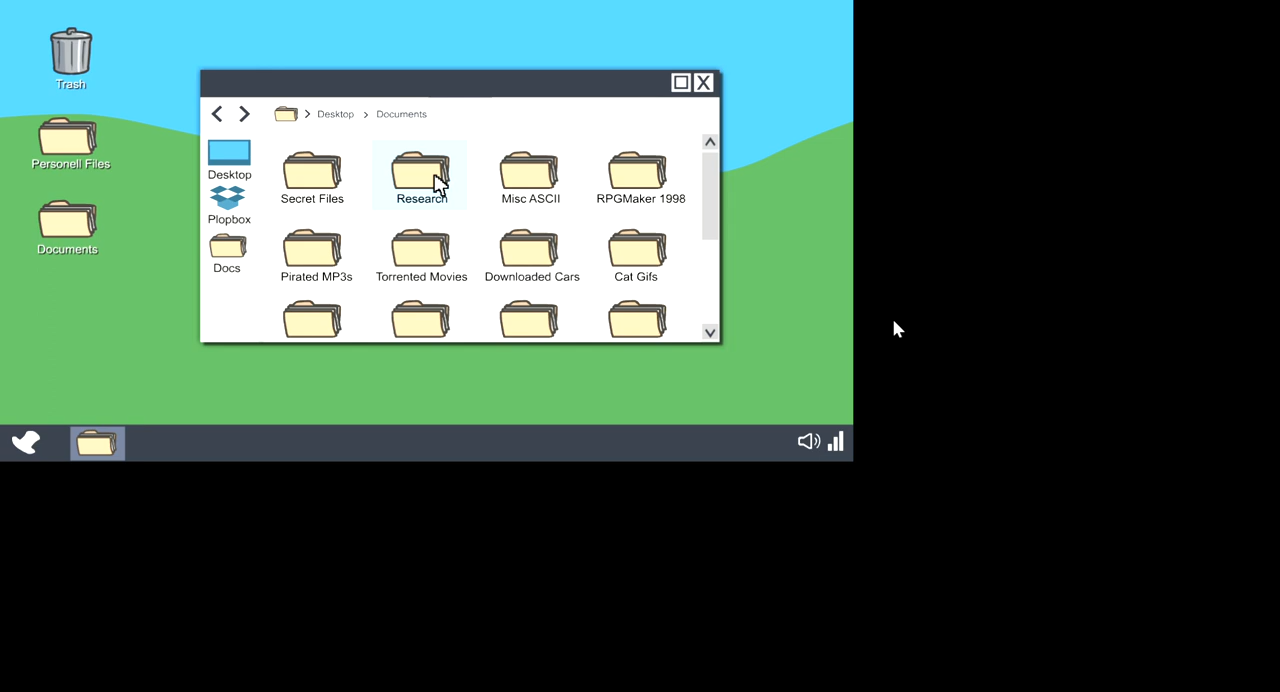 Trash
Personell Files
Documents
Desktop > Documents
Desktop
Plopbox
Docs
Secret Files
Research
Misc ASCII
RPGMaker 1998
Pirated MP3s
Torrented Movies
Downloaded Cars
Cat Gifs